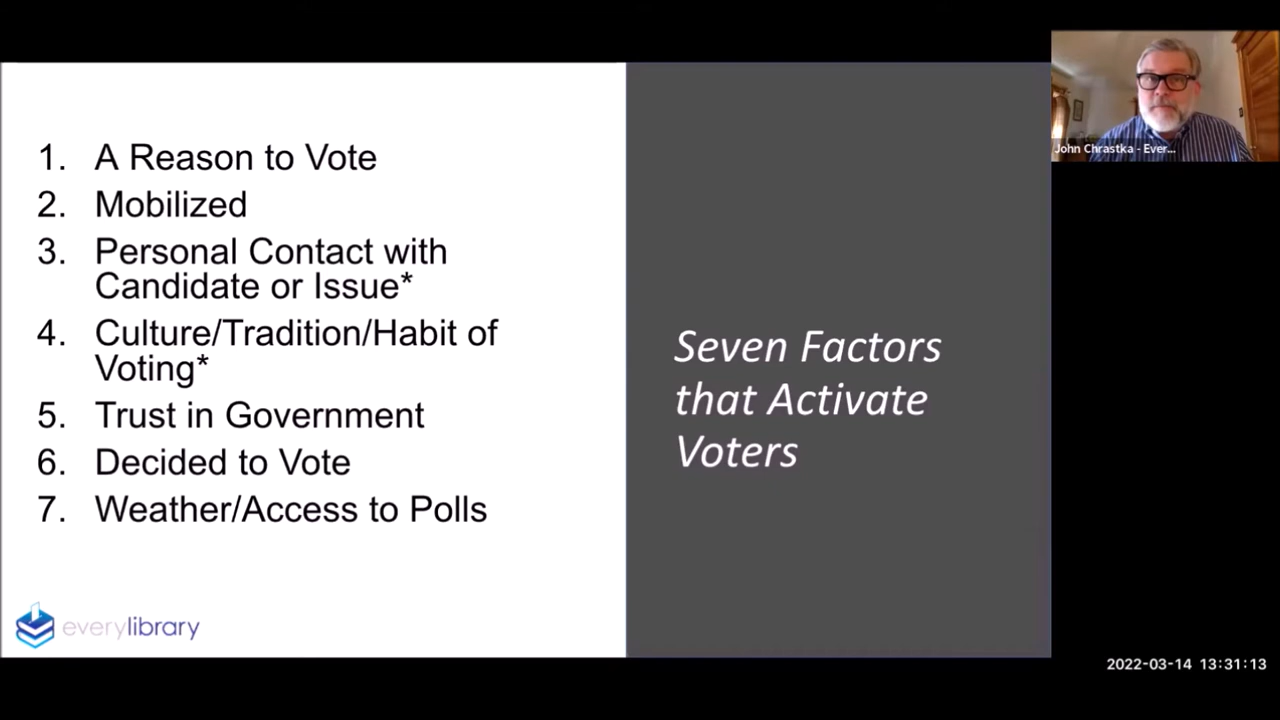 1. A Reason to Vote
2. Mobilized
3. Personal Contact with
Candidate or Issue*
4. Culture/Tradition/Habit of
Voting*
5. Trust in Government
6. Decided to Vote
7. Weather/Access to Polls
everylibrary
Seven Factors
that Activate
Voters
John Chrastka - Ever...
2022-03-14 13:31:13